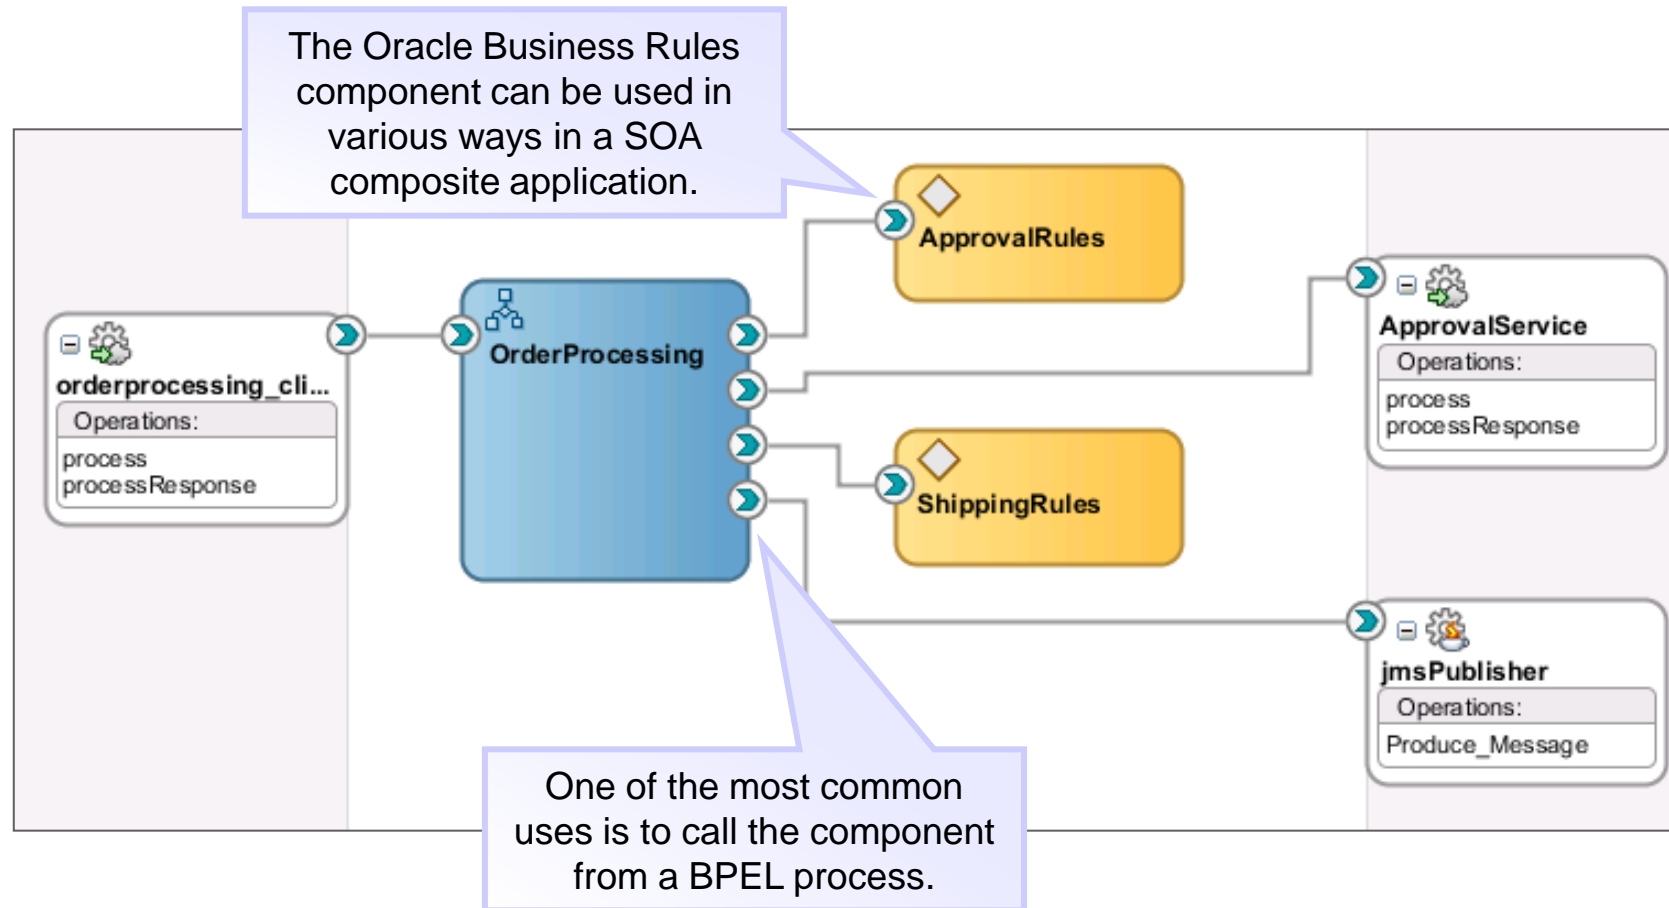 The Oracle Business Rules
component can be used in
various ways in a SOA
composite application.
ApprovalRules
orderprocessing_cli...
Operations:
process
processResponse
OrderProcessing
ApprovalService
Operations:
process
processResponse
ShippingRules
jmsPublisher
Operations:
Produce_Message
One of the most common
uses is to call the component
from a BPEL process.